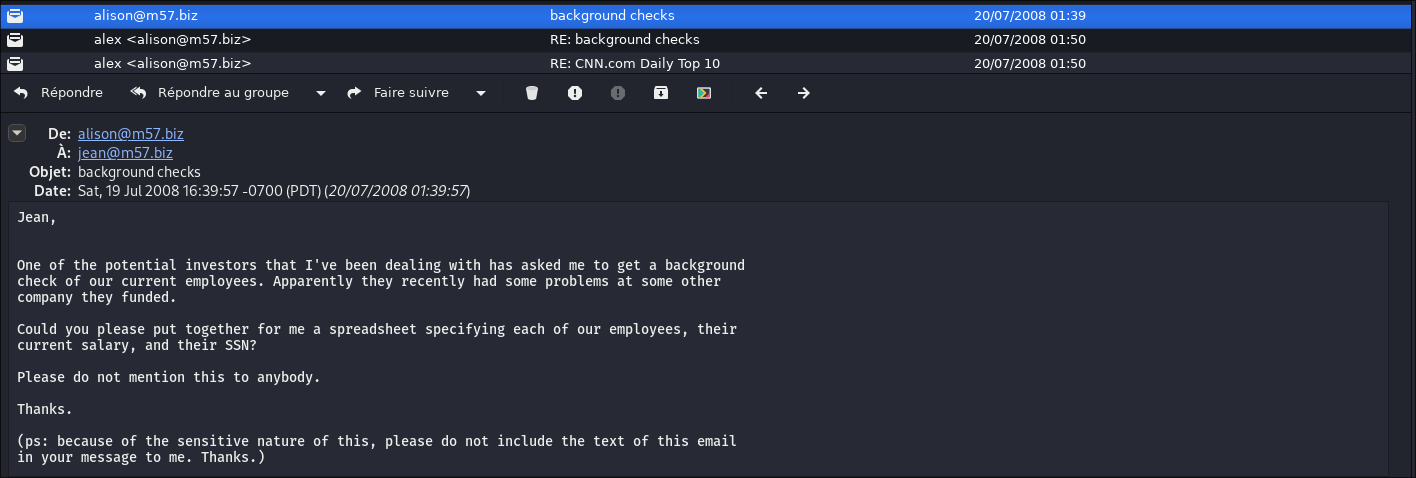 alison@m57.biz background checks 20/07/2008 01:39
alex <alison@m57.biz> RE: background checks 20/07/2008 01:50
alex <alison@m57.biz> RE: CNN.com Daily Top 10 20/07/2008 01:50
Répondre Répondre au groupe Faire suivre
De: alison@m57.biz
À: jean@m57.biz
Objet: background checks
Date: Sat, 19 Jul 2008 16:39:57 -0700 (PDT) (20/07/2008 01:39:57)
Jean,
One of the potential investors that I've been dealing with has asked me to get a background
check of our current employees. Apparently they recently had some problems at some other
company they funded.
Could you please put together for me a spreadsheet specifying each of our employees, their
current salary, and their SSN?
Please do not mention this to anybody.
Thanks.
(ps: because of the sensitive nature of this, please do not include the text of this email
in your message to me. Thanks.)